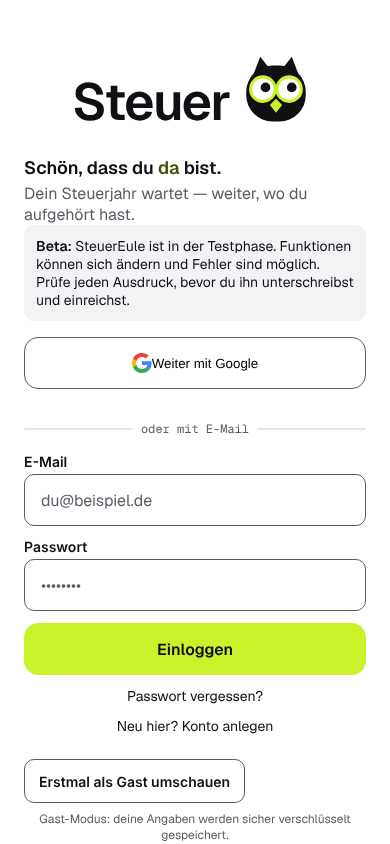 Steuer
Schön, dass du da bist.
Dein Steuerjahr wartet — weiter, wo du
aufgehört hast.
Beta: SteuerEule ist in der Testphase. Funktionen
können sich ändern und Fehler sind möglich.
Prüfe jeden Ausdruck, bevor du ihn unterschreibst
und einreichst.
Weiter mit Google
oder mit E-Mail
E-Mail
du@beispiel.de
Passwort
••••••••
Einloggen
Passwort vergessen?
Neu hier? Konto anlegen
Erstmal als Gast umschauen
Gast-Modus: deine Angaben werden sicher verschlüsselt
gespeichert.